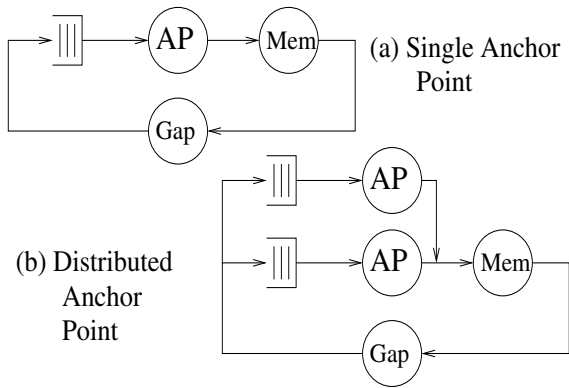 AP
Mem
(a) Single Anchor
Point
Gap
AP
(b) Distributed
Anchor
Point
AP
Mem
Gap